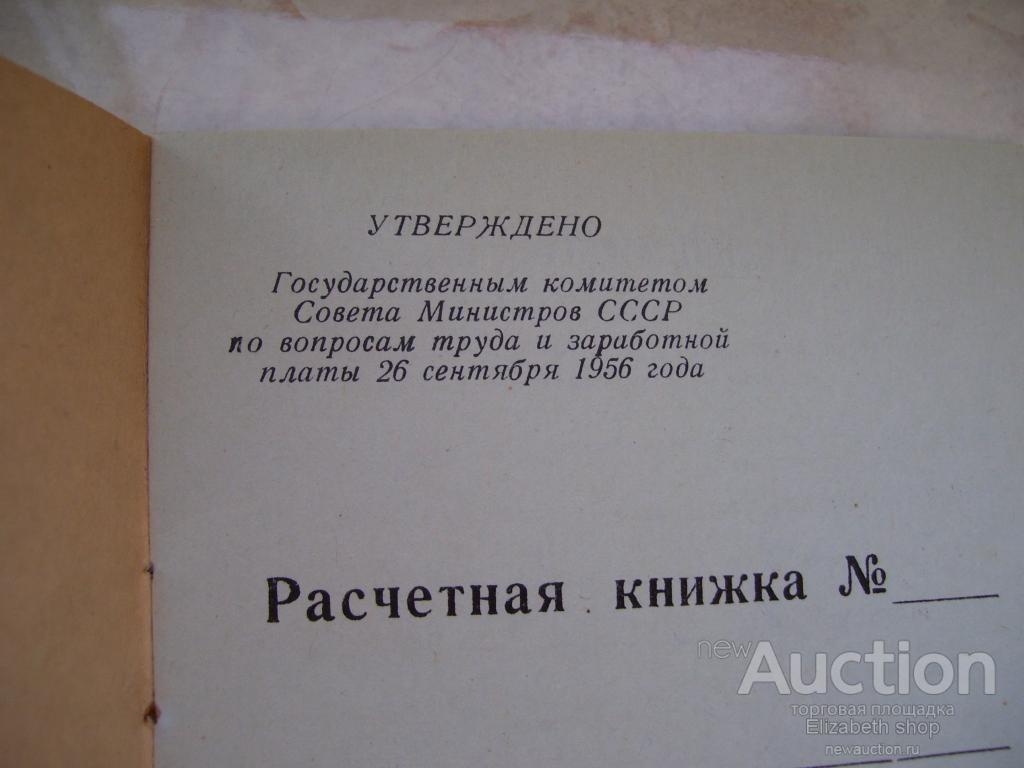 УТВЕРЖДЕНО
Государственным комитетом
Совета Министров СССР
по вопросам труда и заработной
платы 26 сентября 1956 года
Расчетная книжка №
newAuction
торговая площадка
Elizabeth shop
newauction.ru